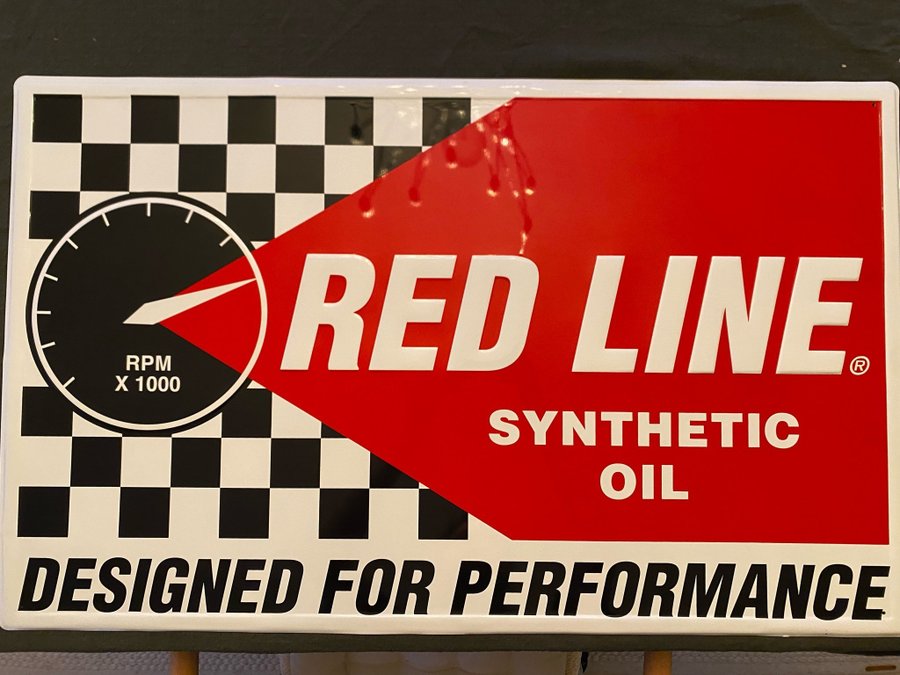 RED LINE®
RPM
X 1000
SYNTHETIC
OIL
DESIGNED FOR PERFORMANCE